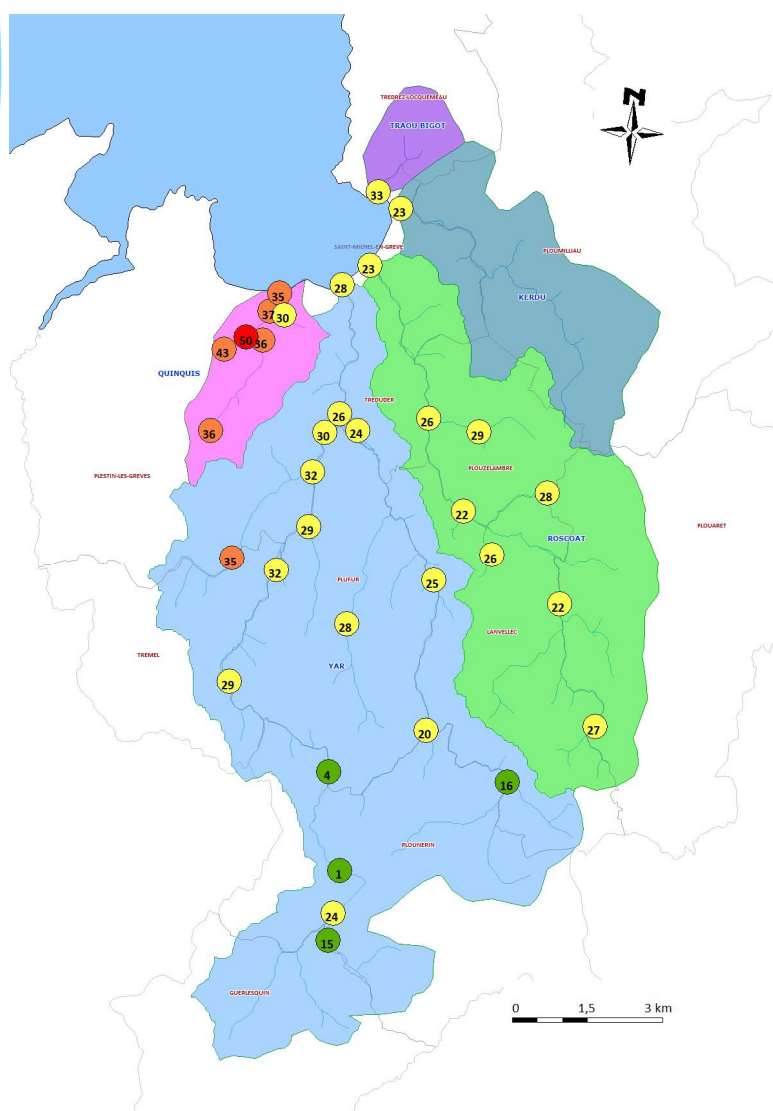 N
TREDREZ-LOCQUEMEAU
TRAOU BIGOT
33
23
SAINT-MICHEL-EN-GREVE
PLOUMILLIAU
23
28
KERDU
35
37
30
50
36
43
QUINQUIS
TREDUDER
26
30
24
26
29
36
PLOUZELAMBRE
32
PLESTIN-LES-GREVES
28
22
29
PLOUARET
ROSCOAT
35
26
32
PLUFUR
25
22
28
LANVELLEC
TREMEL
YAR
29
27
20
4
16
PLOUNERIN
1
24
15
GUERLESQUIN
0 1,5 3 km